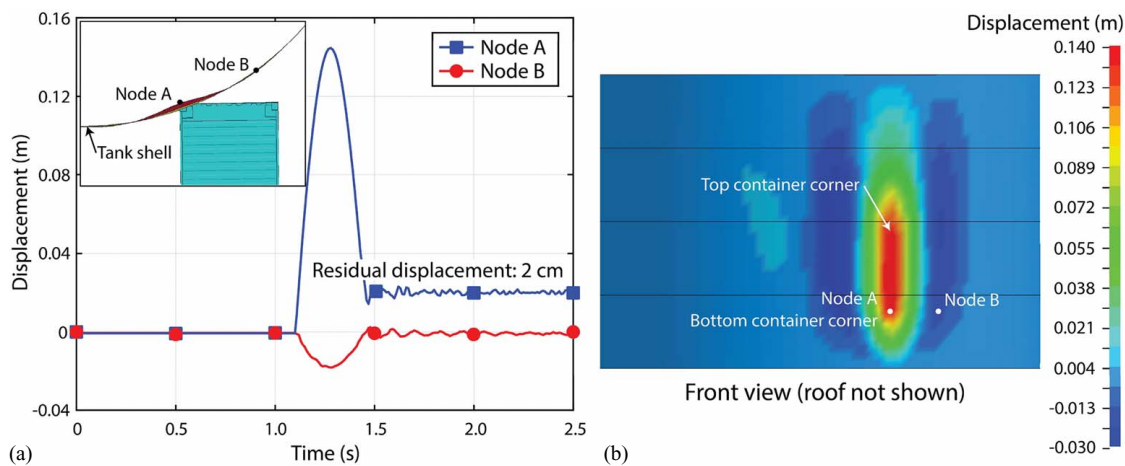 0.16
0.12
0.08
0.04
0
-0.04
Displacement (m)
0
0.5
1.0
1.5
2.0
2.5
Time (s)
(a)
Node A
Node B
Node B
Node A
Tank shell
Residual displacement: 2 cm
Displacement (m)
0.140
0.123
0.106
0.089
0.072
0.055
0.038
0.021
0.004
-0.013
-0.030
Top container corner
Node A
Node B
Bottom container corner
Front view (roof not shown)
(b)